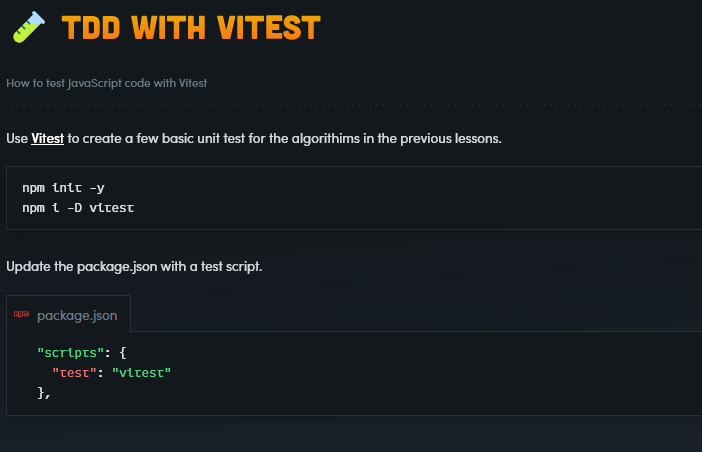 TDD WITH VITEST
How to test JavaScript code with Vitest
Use Vitest to create a few basic unit test for the algorithims in the previous lessons.
npm init -y
npm i -D vitest
Update the package.json with a test script.
npm package.json
"scripts": {
"test": "vitest"
},